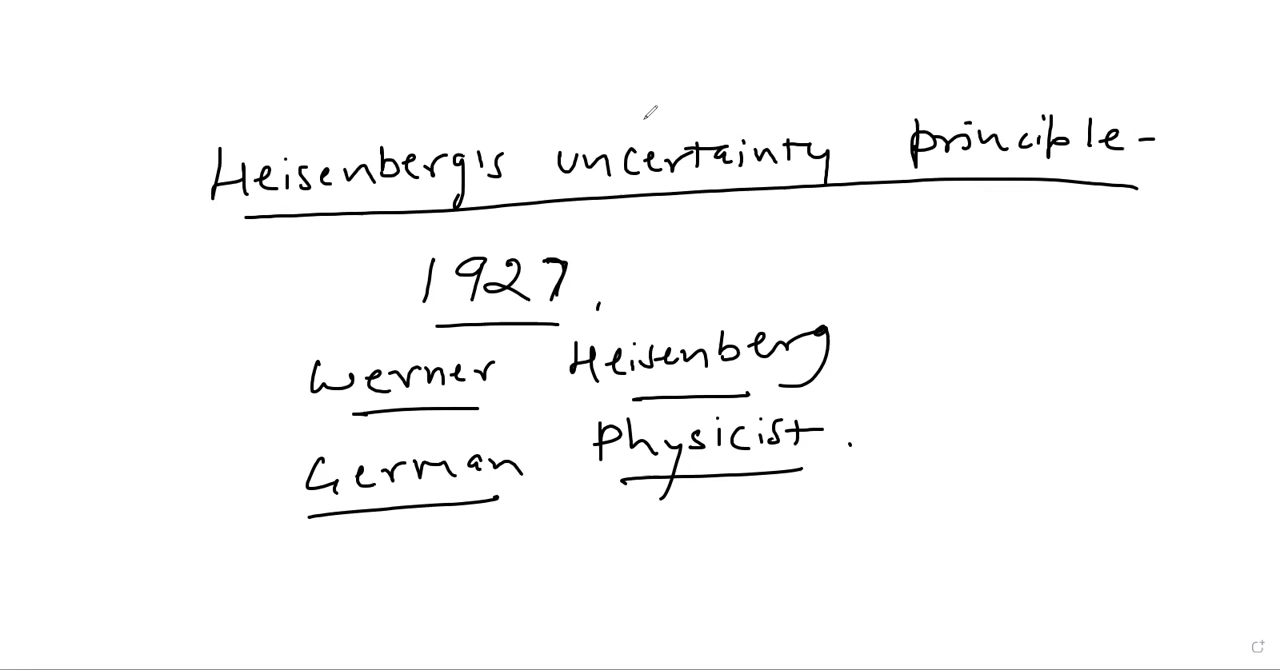 Heisenberg's uncertainty principle-
1927.
Werner Heisenberg
German Physicist.